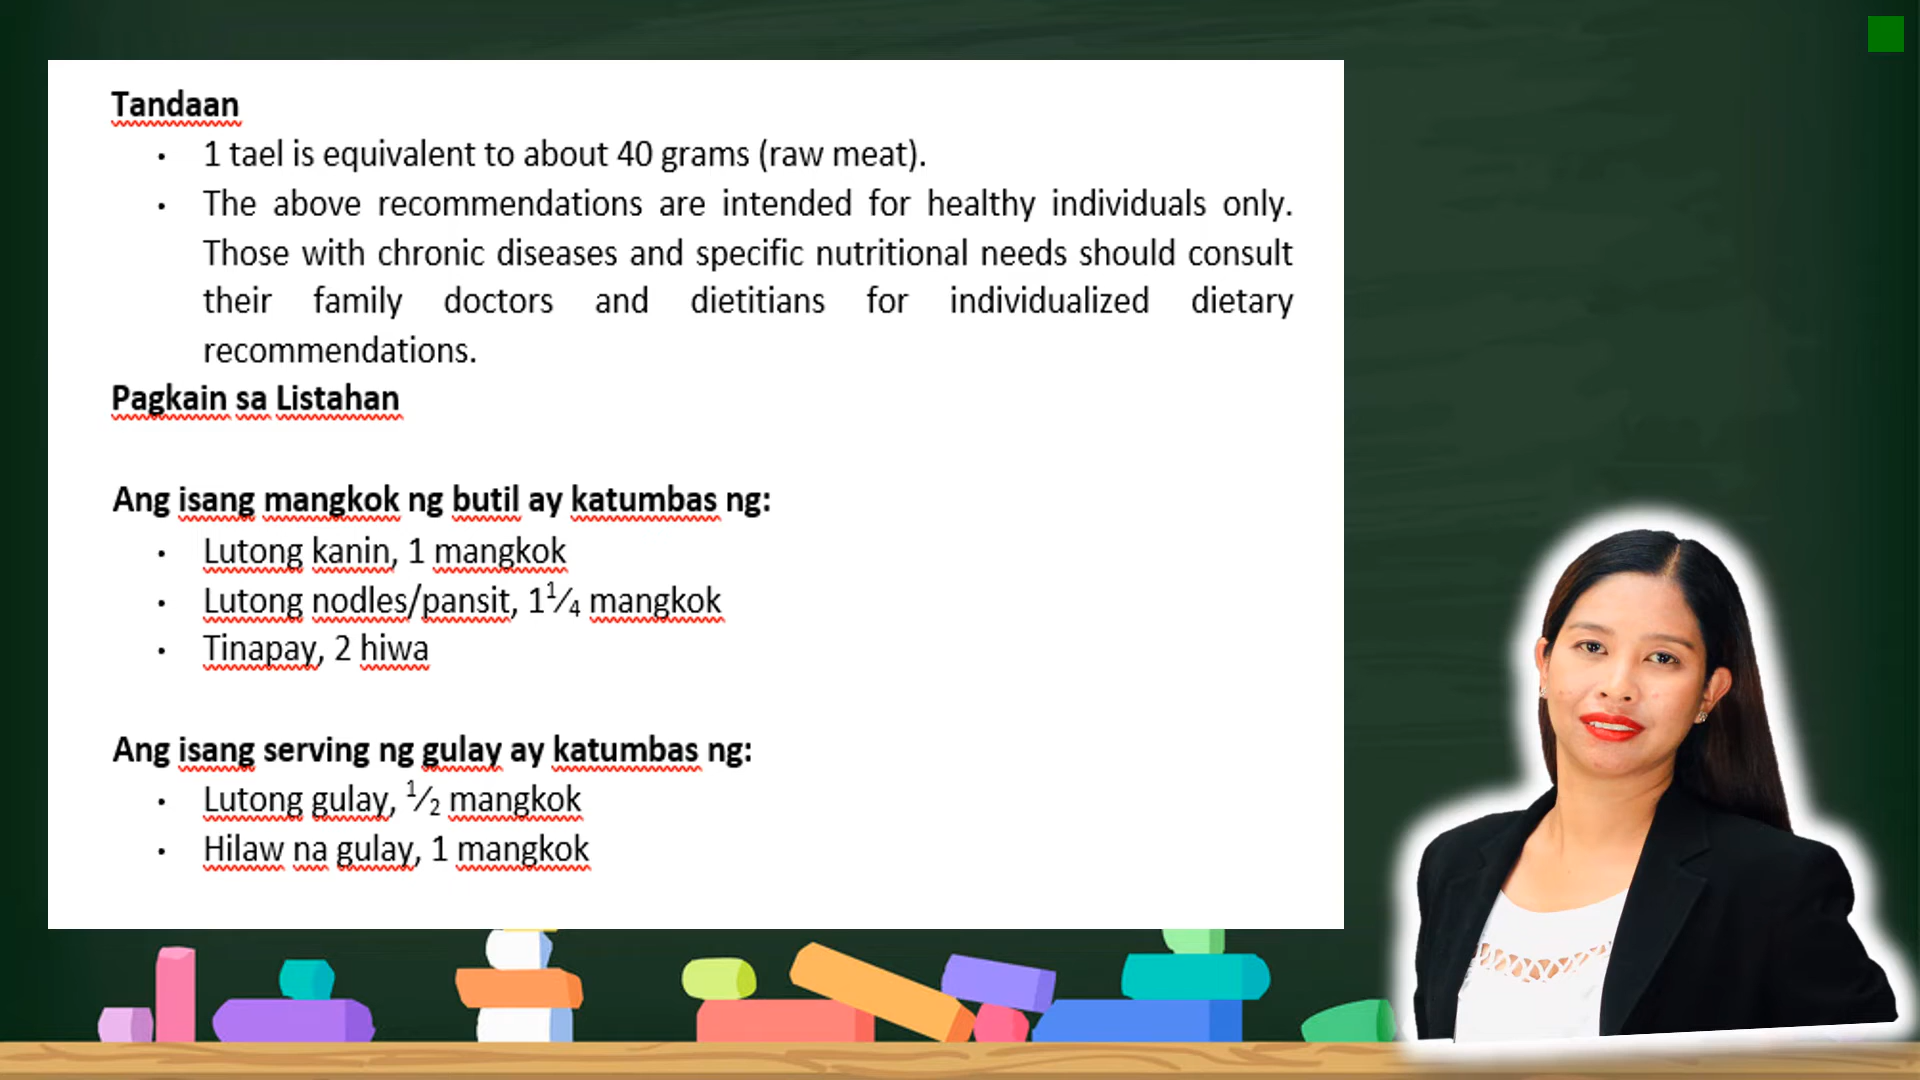 Tandaan
• 1 tael is equivalent to about 40 grams (raw meat).
• The above recommendations are intended for healthy individuals only.
Those with chronic diseases and specific nutritional needs should consult
their family doctors and dietitians for individualized dietary
recommendations.
Pagkain sa Listahan
Ang isang mangkok ng butil ay katumbas ng:
• Lutong kanin, 1 mangkok
• Lutong nodles/pansit, 1¹⁄₄ mangkok
• Tinapay, 2 hiwa
Ang isang serving ng gulay ay katumbas ng:
• Lutong gulay, ¹⁄₂ mangkok
• Hilaw na gulay, 1 mangkok